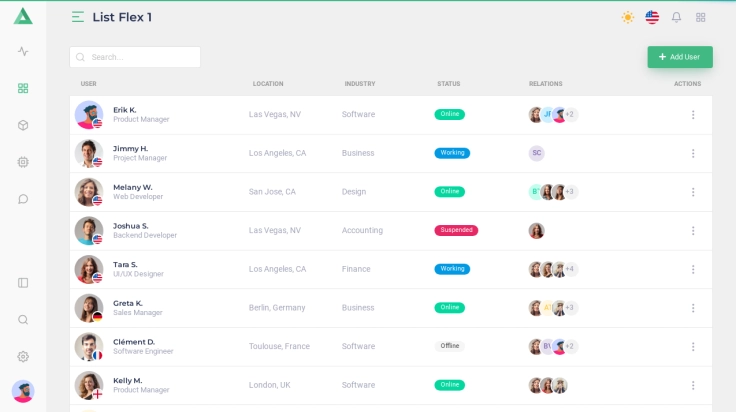 List Flex 1
Search...
Add User
USER LOCATION INDUSTRY STATUS RELATIONS ACTIONS
Erik K.
Product Manager
Las Vegas, NV
Software
Online
+2
Jimmy H.
Project Manager
Los Angeles, CA
Business
Working
SC
Melany W.
Web Developer
San Jose, CA
Design
Online
+3
Joshua S.
Backend Developer
Las Vegas, NV
Accounting
Suspended
Tara S.
UI/UX Designer
Los Angeles, CA
Finance
Working
+4
Greta K.
Sales Manager
Berlin, Germany
Business
Online
+3
Clément D.
Software Engineer
Toulouse, France
Software
Offline
+2
Kelly M.
Product Manager
London, UK
Software
Online